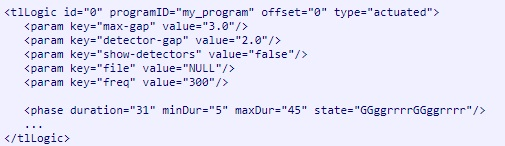 <tlLogic id="0" programID="my_program" offset="0" type="actuated">
<param key="max-gap" value="3.0"/>
<param key="detector-gap" value="2.0"/>
<param key="show-detectors" value="false"/>
<param key="file" value="NULL"/>
<param key="freq" value="300"/>
<phase duration="31" minDur="5" maxDur="45" state="GGggrrrrGGggrrrr"/>
...
</tlLogic>